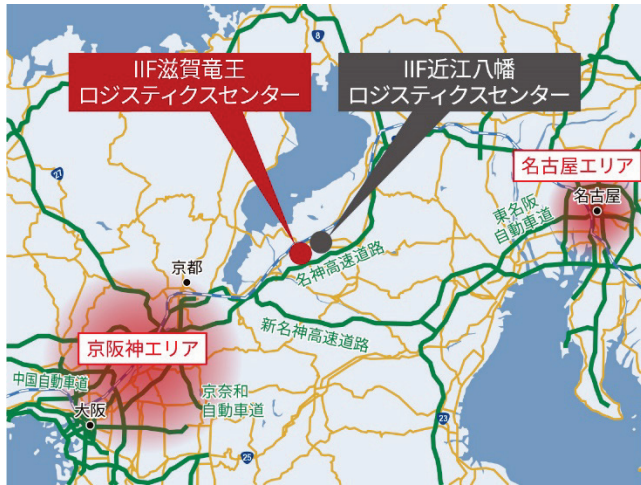 8
IIF滋賀竜王
ロジスティクスセンター
IIF近江八幡
ロジスティクスセンター
27
名古屋エリア
名古屋
東名阪
自動車道
京都
名神高速道路
新名神高速道路
京阪神エリア
中国自動車道
京奈和
自動車道
大阪
23
25